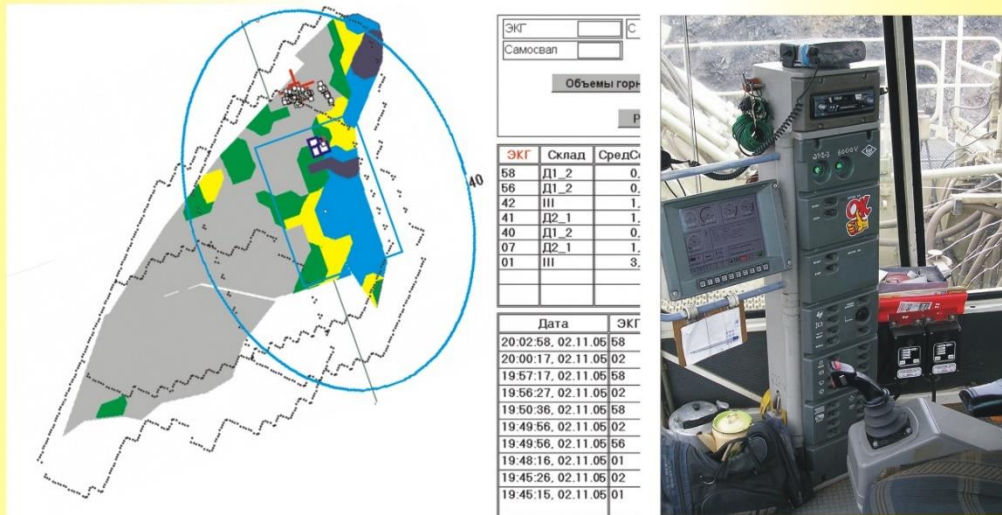 40
ЭКГ С
Самосвал
Объемы горн
Р
ЭКГ Склад СредСо
58 Д1_2 0,
56 Д1_2 0,
42 III 1,
41 Д2_1 1,
40 Д1_2 0,
07 Д2_1 1,
01 III 3,
Дата ЭКГ
20:02:58, 02.11.05 58
20:00:17, 02.11.05 02
19:57:17, 02.11.05 58
19:56:27, 02.11.05 02
19:50:36, 02.11.05 58
19:49:56, 02.11.05 02
19:49:56, 02.11.05 56
19:48:16, 02.11.05 01
19:45:26, 02.11.05 02
19:45:15, 02.11.05 01
6000V
OK